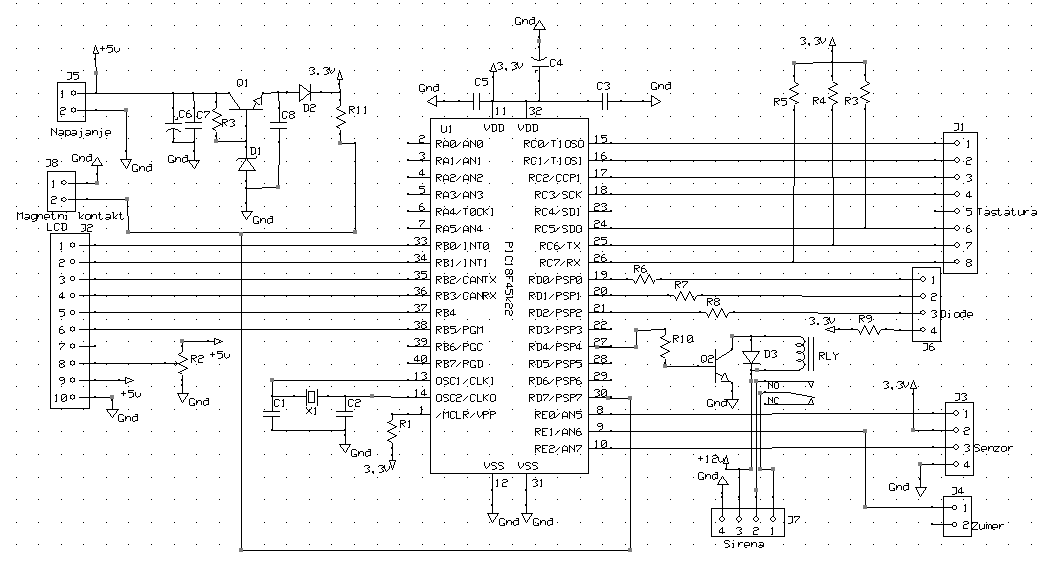 Gnd
C4
+5v
J5
1
2
Napajanje
Q1
3.3V
D2
R11
C6
C7
R3
C8
Gnd
D1
Gnd
Gnd
J8
Gnd
1
2
Magnetni kontakt
LCD J2
1
2
3
4
5
6
7
8
9
10
R2
+5v
+5v
Gnd
Gnd
Gnd
C5
3.3V
C3
Gnd
11
32
U1
VDD VDD
PIC18F45K22
2 RA0/AN0
3 RA1/AN1
4 RA2/AN2
5 RA3/AN3
6 RA4/T0CKI
7 RA5/AN4
33 RB0/INT0
34 RB1/INT1
35 RB2/CANTX
36 RB3/CANRX
37 RB4
38 RB5/PGM
39 RB6/PGC
40 RB7/PGD
13 OSC1/CLKI
14 OSC2/CLKO
1 /MCLR/VPP
RC0/T1OSO 15
RC1/T1OSI 16
RC2/CCP1 17
RC3/SCK 18
RC4/SDI 23
RC5/SDO 24
RC6/TX 25
RC7/RX 26
RD0/PSP0 19
RD1/PSP1 20
RD2/PSP2 21
RD3/PSP3 22
RD4/PSP4 27
RD5/PSP5 28
RD6/PSP6 29
RD7/PSP7 30
RE0/AN5 8
RE1/AN6 9
RE2/AN7 10
VSS VSS
12
31
Gnd
Gnd
C1
X1
C2
Gnd
R1
3.3V
3.3V
R5
R4
R3
J1
1
2
3
4
5
6
7
8
Tastatura
R6
R7
R8
3.3V
R9
1
2
3
4
Diode
J6
R10
Q2
Gnd
D3
RLY
NO
NC
+12v
Gnd
4 3 2 1
J7
Sirena
3.3V
J3
1
2
3
4
Senzor
Gnd
J4
1
2
Zumer